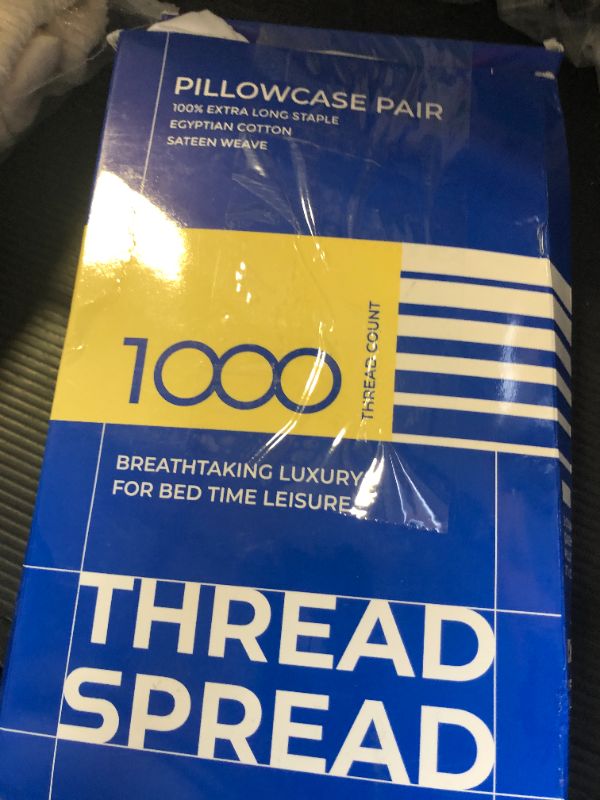 PILLOWCASE PAIR
100% EXTRA LONG STAPLE
EGYPTIAN COTTON
SATEEN WEAVE
1000
THREAD COUNT
BREATHTAKING LUXURY
FOR BED TIME LEISURE
THREAD
SPREAD